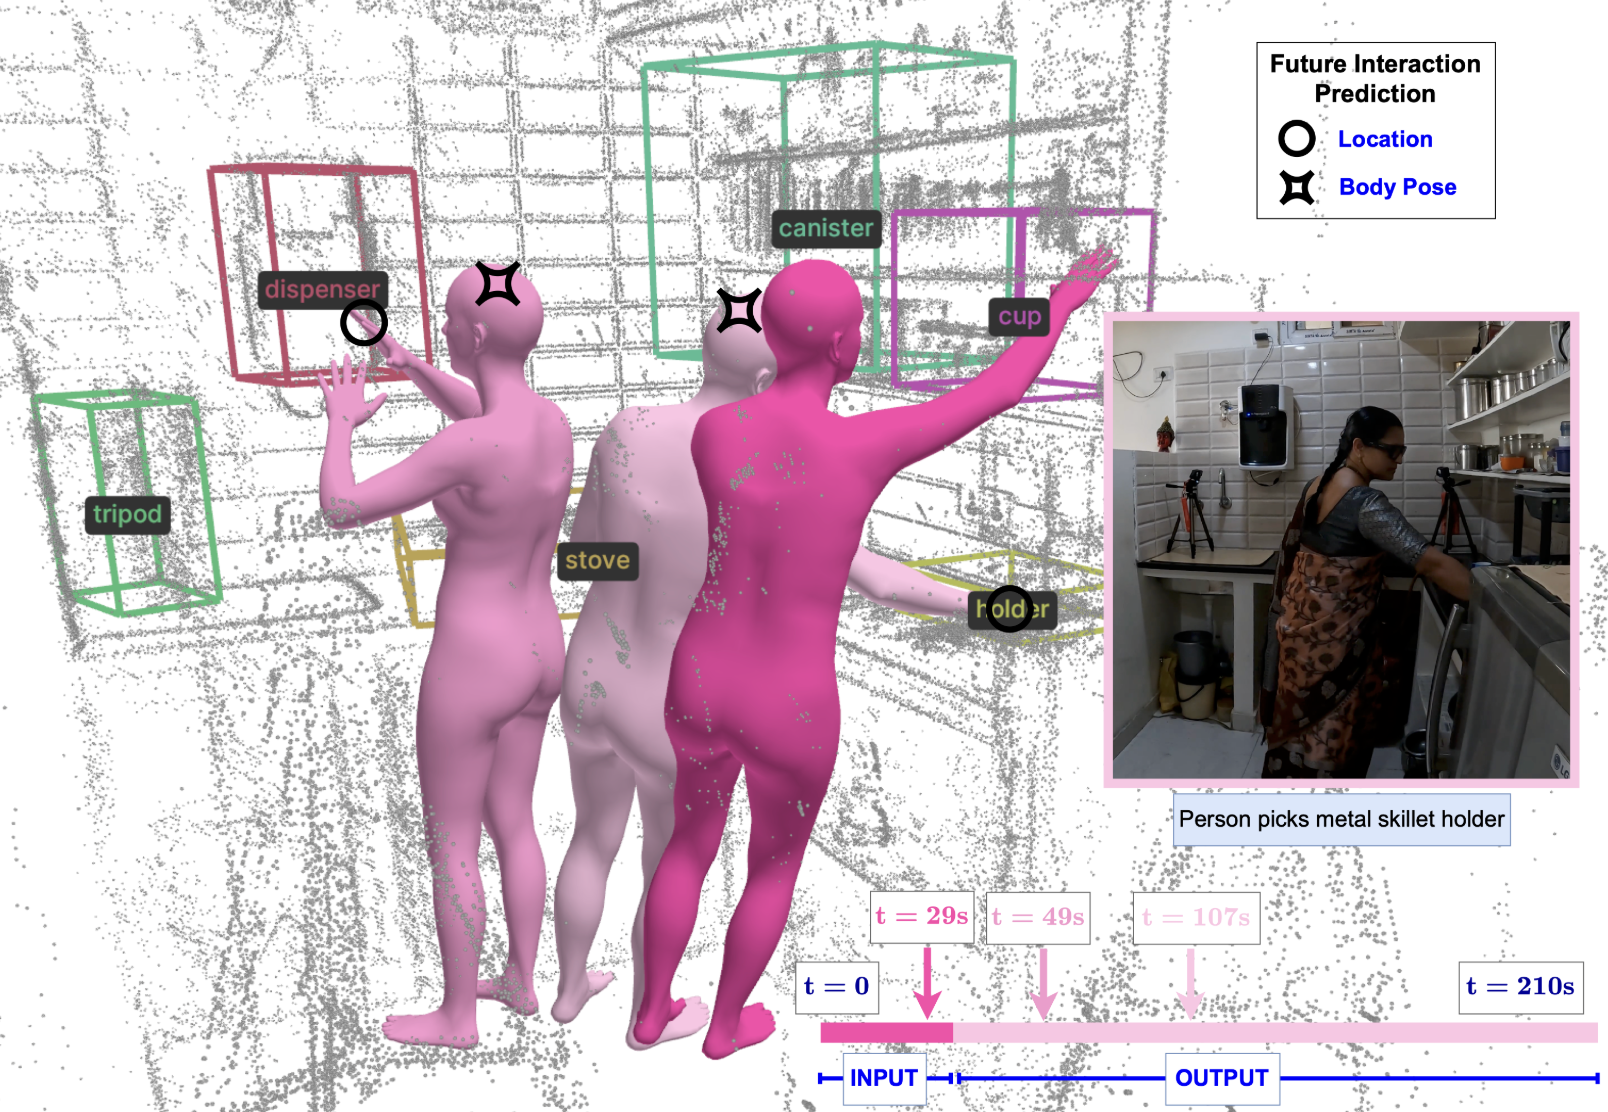 Future Interaction
Prediction
Location
Body Pose
canister
dispenser
cup
tripod
stove
holder
Person picks metal skillet holder
t = 29s
t = 49s
t = 107s
t = 0
t = 210s
INPUT
OUTPUT